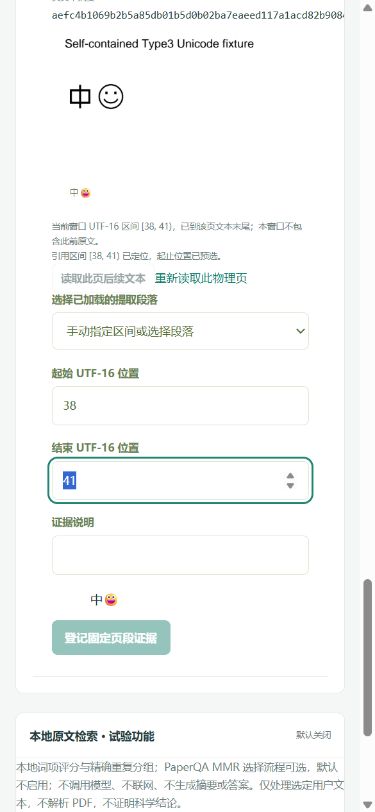 aefc4b1069b2b5a85db01b5d0b02ba7eaeed117a1acd82b9084
Self-contained Type3 Unicode fixture
中☺
中😀
当前窗口 UTF-16 区间 [38, 41)，已到该页文本末尾；本窗口不包
含此前原文。
引用区间 [38, 41) 已定位，起止位置已预选。
读取此页后续文本 重新读取此物理页
选择已加载的提取段落
手动指定区间或选择段落
起始 UTF-16 位置
38
结束 UTF-16 位置
41
证据说明
中😀
登记固定页段证据
本地原文检索・试验功能 默认关闭
本地词项评分与精确重复分组；PaperQA MMR 选择流程可选，默认
不启用；不调用模型、不联网、不生成摘要或答案。仅处理选定用户文
本，不解析 PDF，不证明科学结论。